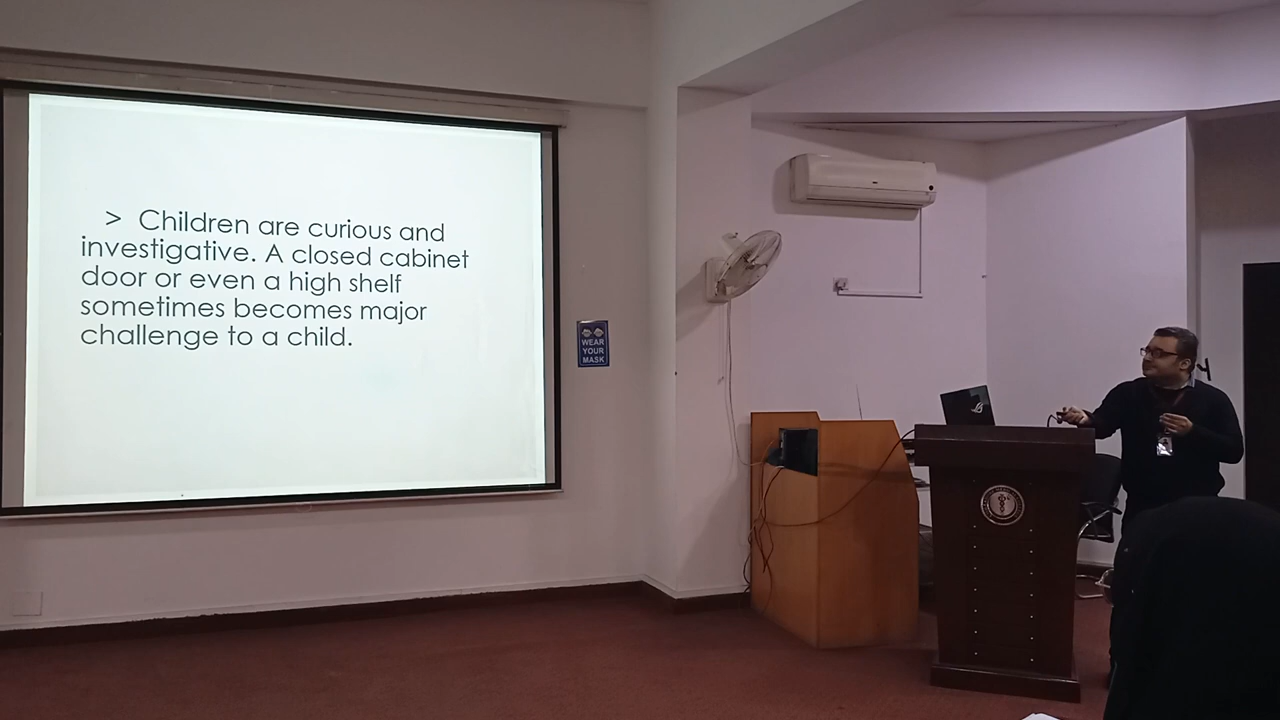 > Children are curious and
investigative. A closed cabinet
door or even a high shelf
sometimes becomes major
challenge to a child.
WEAR
YOUR
MASK